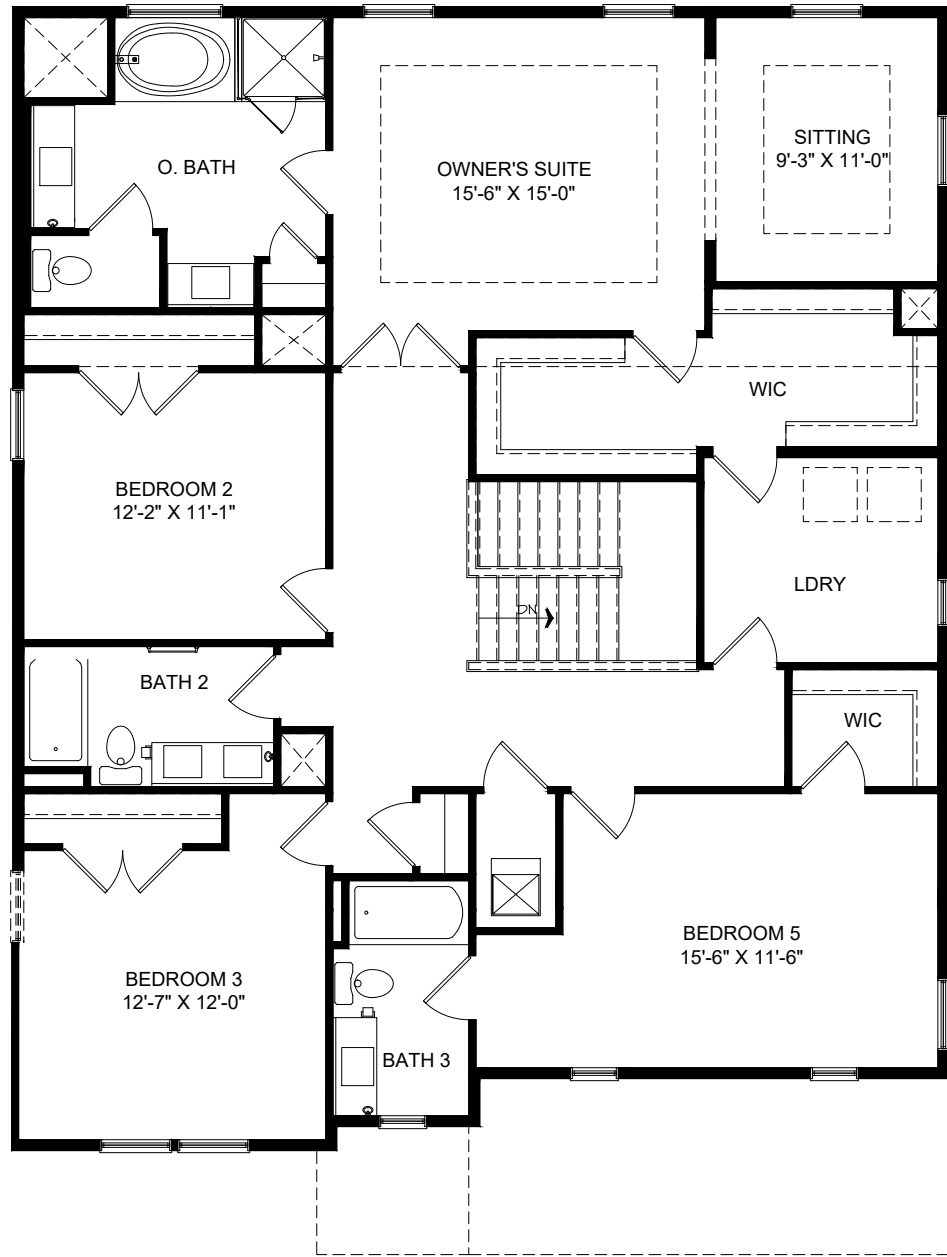 O. BATH
OWNER'S SUITE
15'-6" X 15'-0"
SITTING
9'-3" X 11'-0"
WIC
BEDROOM 2
12'-2" X 11'-1"
LDRY
DN
BATH 2
WIC
BEDROOM 3
12'-7" X 12'-0"
BEDROOM 5
15'-6" X 11'-6"
BATH 3